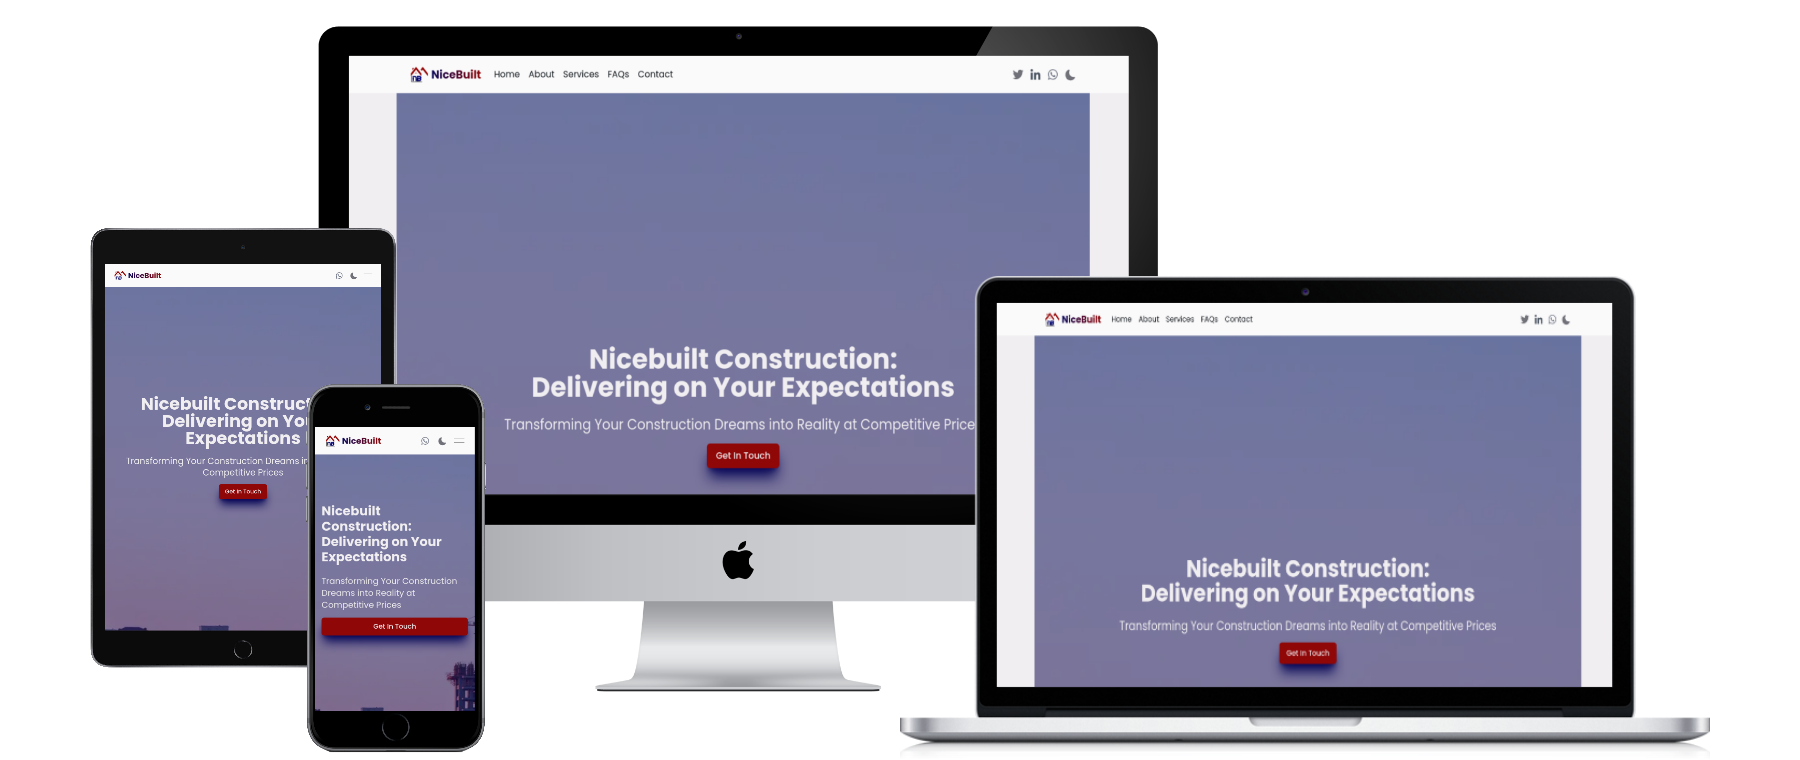 NiceBuilt Home About Services FAQs Contact
Nicebuilt Construction:
Delivering on Your Expectations
Transforming Your Construction Dreams into Reality at Competitive Price
Get In Touch
NiceBuilt
Nicebuilt Construct
Delivering on You
Expectations
Transforming Your Construction Dreams in
Competitive Prices
Get In Touch
NiceBuilt
Nicebuilt
Construction:
Delivering on Your
Expectations
Transforming Your Construction
Dreams into Reality at
Competitive Prices
Get In Touch
NiceBuilt Home About Services FAQs Contact
Nicebuilt Construction:
Delivering on Your Expectations
Transforming Your Construction Dreams into Reality at Competitive Prices
Get In Touch